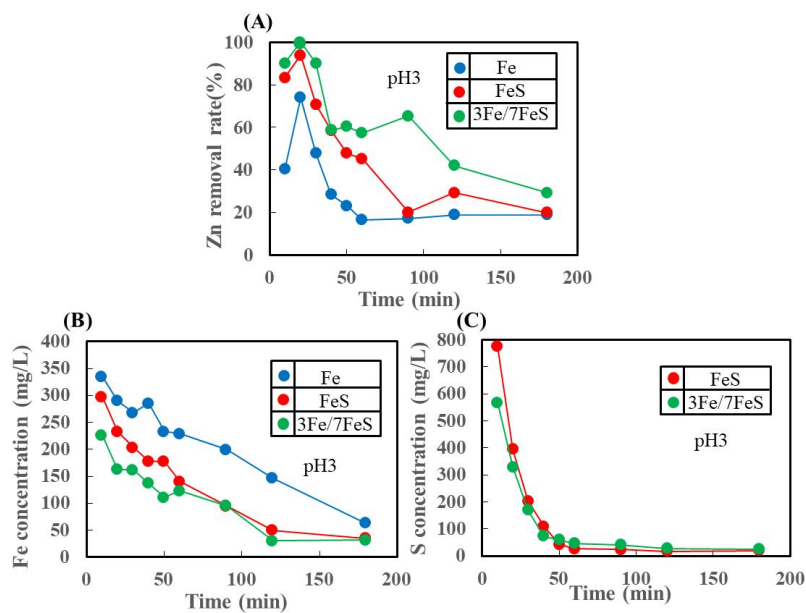 (A)
Zn removal rate(%)
100
80
60
40
20
0
pH3
Fe
FeS
3Fe/7FeS
0 50 100 150 200
Time (min)
(B)
Fe concentration (mg/L)
400
350
300
250
200
150
100
50
0
Fe
FeS
3Fe/7FeS
pH3
0 50 100 150 200
Time (min)
(C)
S concentration (mg/L)
800
700
600
500
400
300
200
100
0
FeS
3Fe/7FeS
pH3
0 50 100 150 200
Time (min)